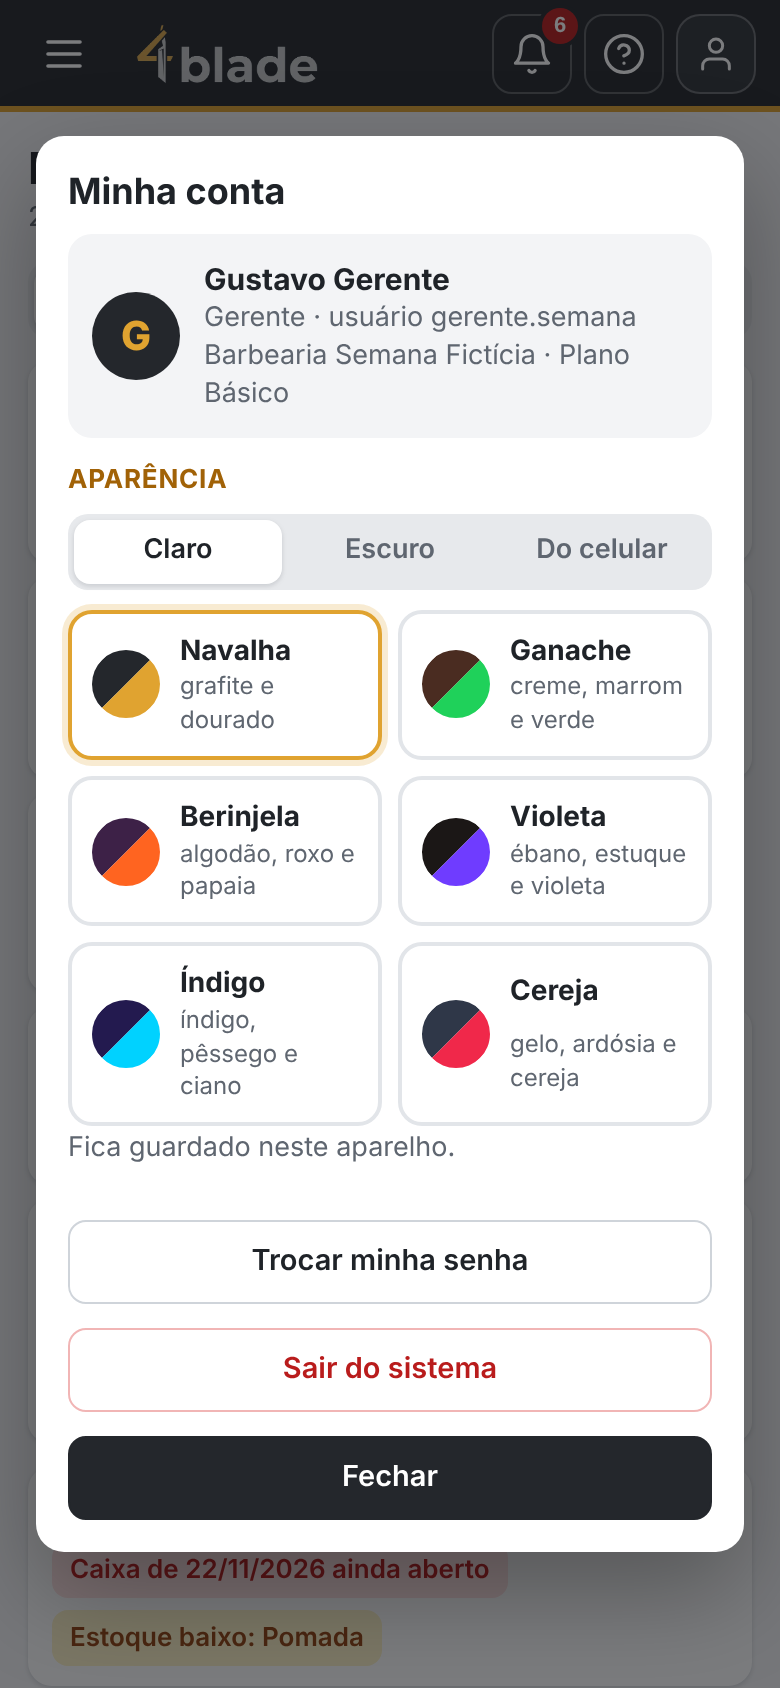 4blade
6
Minha conta
G
Gustavo Gerente
Gerente · usuário gerente.semana
Barbearia Semana Fictícia · Plano
Básico
APARÊNCIA
Claro
Escuro
Do celular
Navalha
grafite e
dourado
Ganache
creme, marrom
e verde
Berinjela
algodão, roxo e
papaia
Violeta
ébano, estuque
e violeta
Índigo
índigo,
pêssego e
ciano
Cereja
gelo, ardósia e
cereja
Fica guardado neste aparelho.
Trocar minha senha
Sair do sistema
Fechar
Caixa de 22/11/2026 ainda aberto
Estoque baixo: Pomada